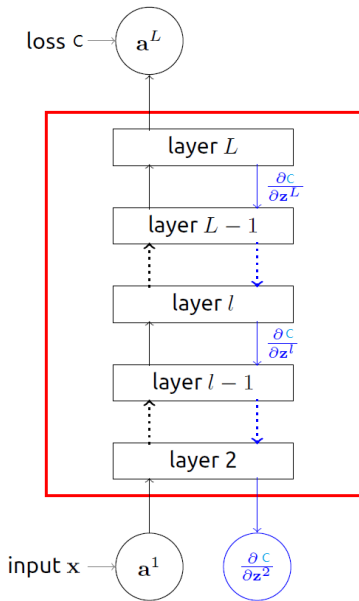 loss C
a^L
layer L
∂C
∂z^L
layer L − 1
layer l
∂C
∂z^l
layer l − 1
layer 2
input x
a^1
∂C
∂z^2